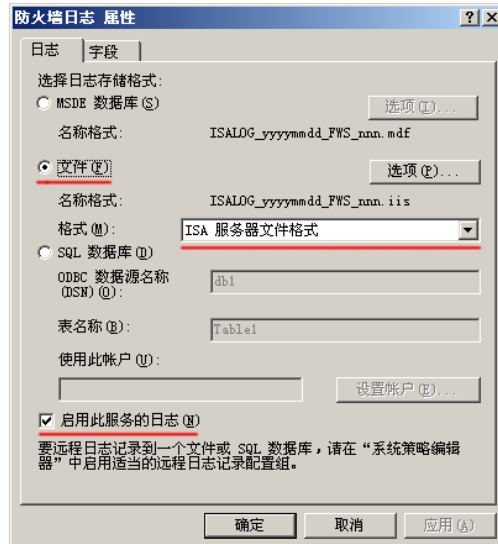 防火墙日志 属性
日志 字段
选择日志存储格式:
MSDE 数据库(S) 选项(I)...
名称格式: ISALOG_yyyymmdd_FWS_nnn.mdf
文件(F) 选项(P)...
名称格式: ISALOG_yyyymmdd_FWS_nnn.iis
格式(M): ISA 服务器文件格式
SQL 数据库(D)
ODBC 数据源名称
(DSN)(O): db1
表名称(B): Table1
使用此帐户(U):
设置帐户(E)...
启用此服务的日志(N)
要远程日志记录到一个文件或 SQL 数据库，请在“系统策略编辑
器”中启用适当的远程日志记录配置组。
确定 取消 应用(A)